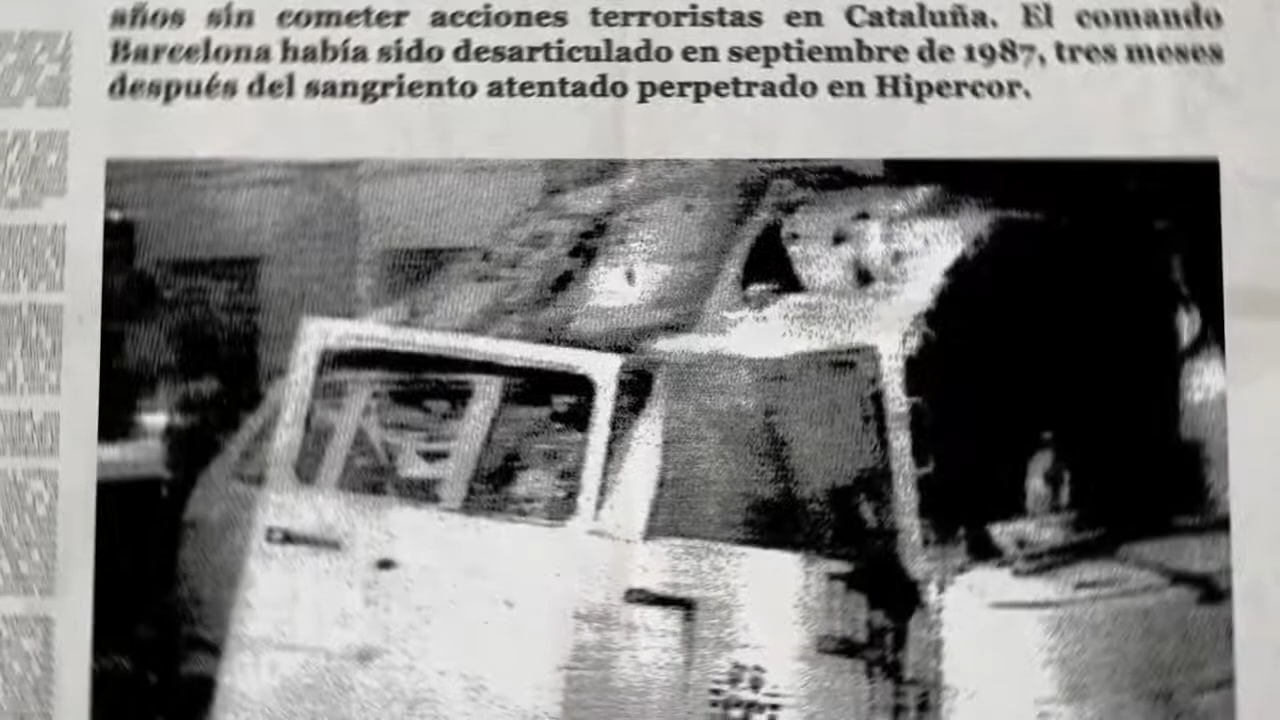 años sin cometer acciones terroristas en Cataluña. El comando
Barcelona había sido desarticulado en septiembre de 1987, tres meses
después del sangriento atentado perpetrado en Hipercor.